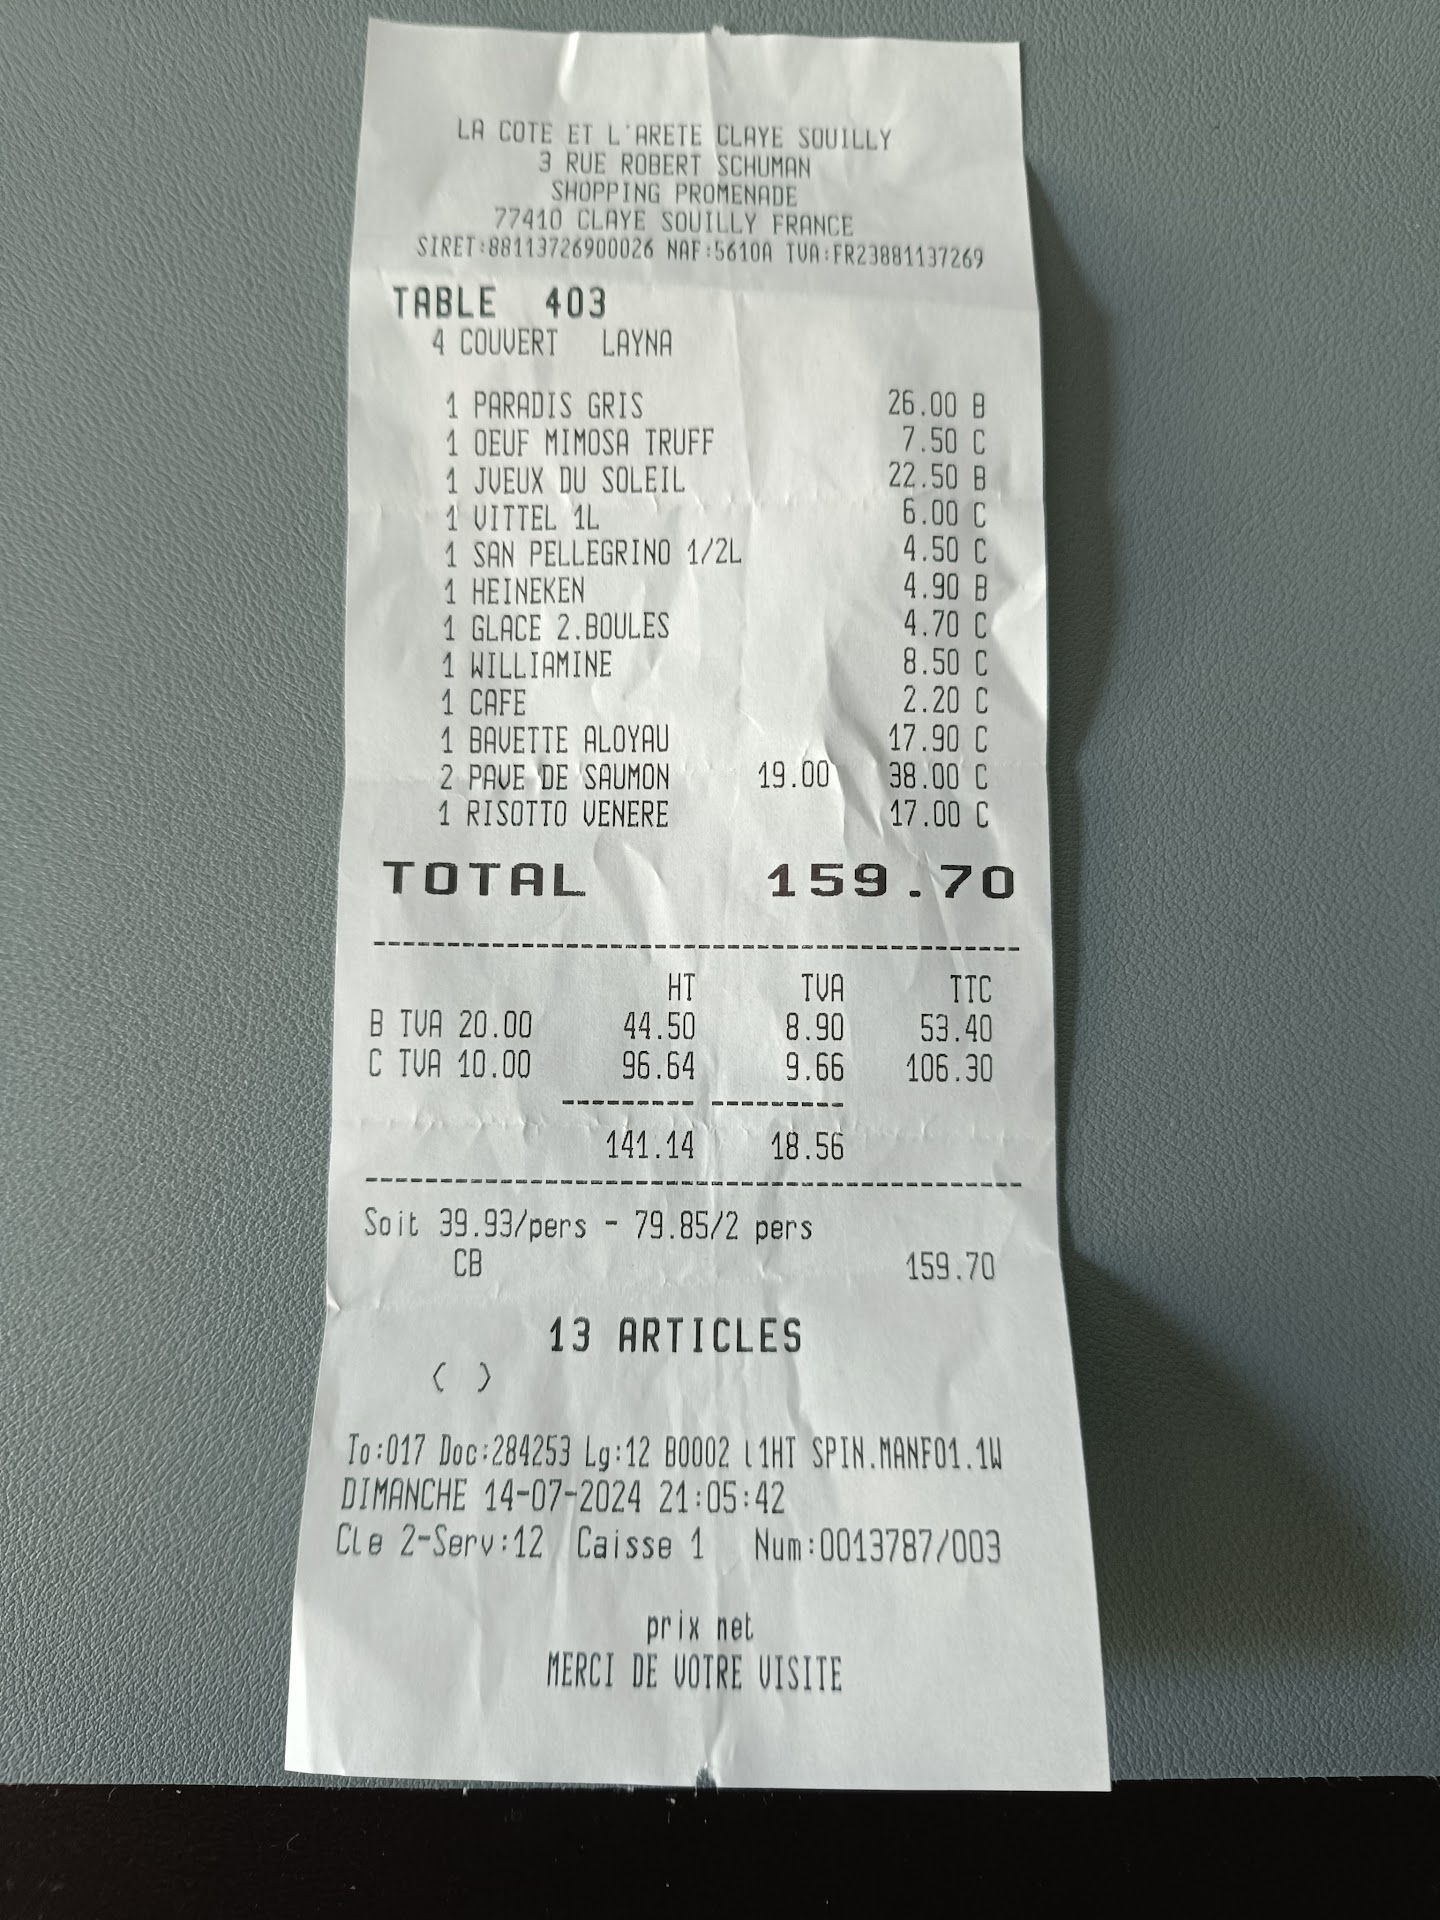 LA COTE ET L'ARETE CLAYE SOUILLY
3 RUE ROBERT SCHUMAN
SHOPPING PROMENADE
77410 CLAYE SOUILLY FRANCE
SIRET:88113726900026 NAF:5610A TVA:FR23881137269
TABLE 403
4 COUVERT LAYNA
1 PARADIS GRIS 26.00 B
1 OEUF MIMOSA TRUFF 7.50 C
1 JVEUX DU SOLEIL 22.50 B
1 VITTEL 1L 6.00 C
1 SAN PELLEGRINO 1/2L 4.50 C
1 HEINEKEN 4.90 B
1 GLACE 2.BOULES 4.70 C
1 WILLIAMINE 8.50 C
1 CAFE 2.20 C
1 BAVETTE ALOYAU 17.90 C
2 PAVE DE SAUMON 19.00 38.00 C
1 RISOTTO VENERE 17.00 C
TOTAL 159.70
HT TVA TTC
B TVA 20.00 44.50 8.90 53.40
C TVA 10.00 96.64 9.66 106.30
141.14 18.56
Soit 39.93/pers - 79.85/2 pers
CB 159.70
13 ARTICLES
( )
To:017 Doc:284253 Lg:12 B0002 l1HT SPIN.MANF01.1W
DIMANCHE 14-07-2024 21:05:42
Cle 2-Serv:12 Caisse 1 Num:0013787/003
prix net
MERCI DE VOTRE VISITE